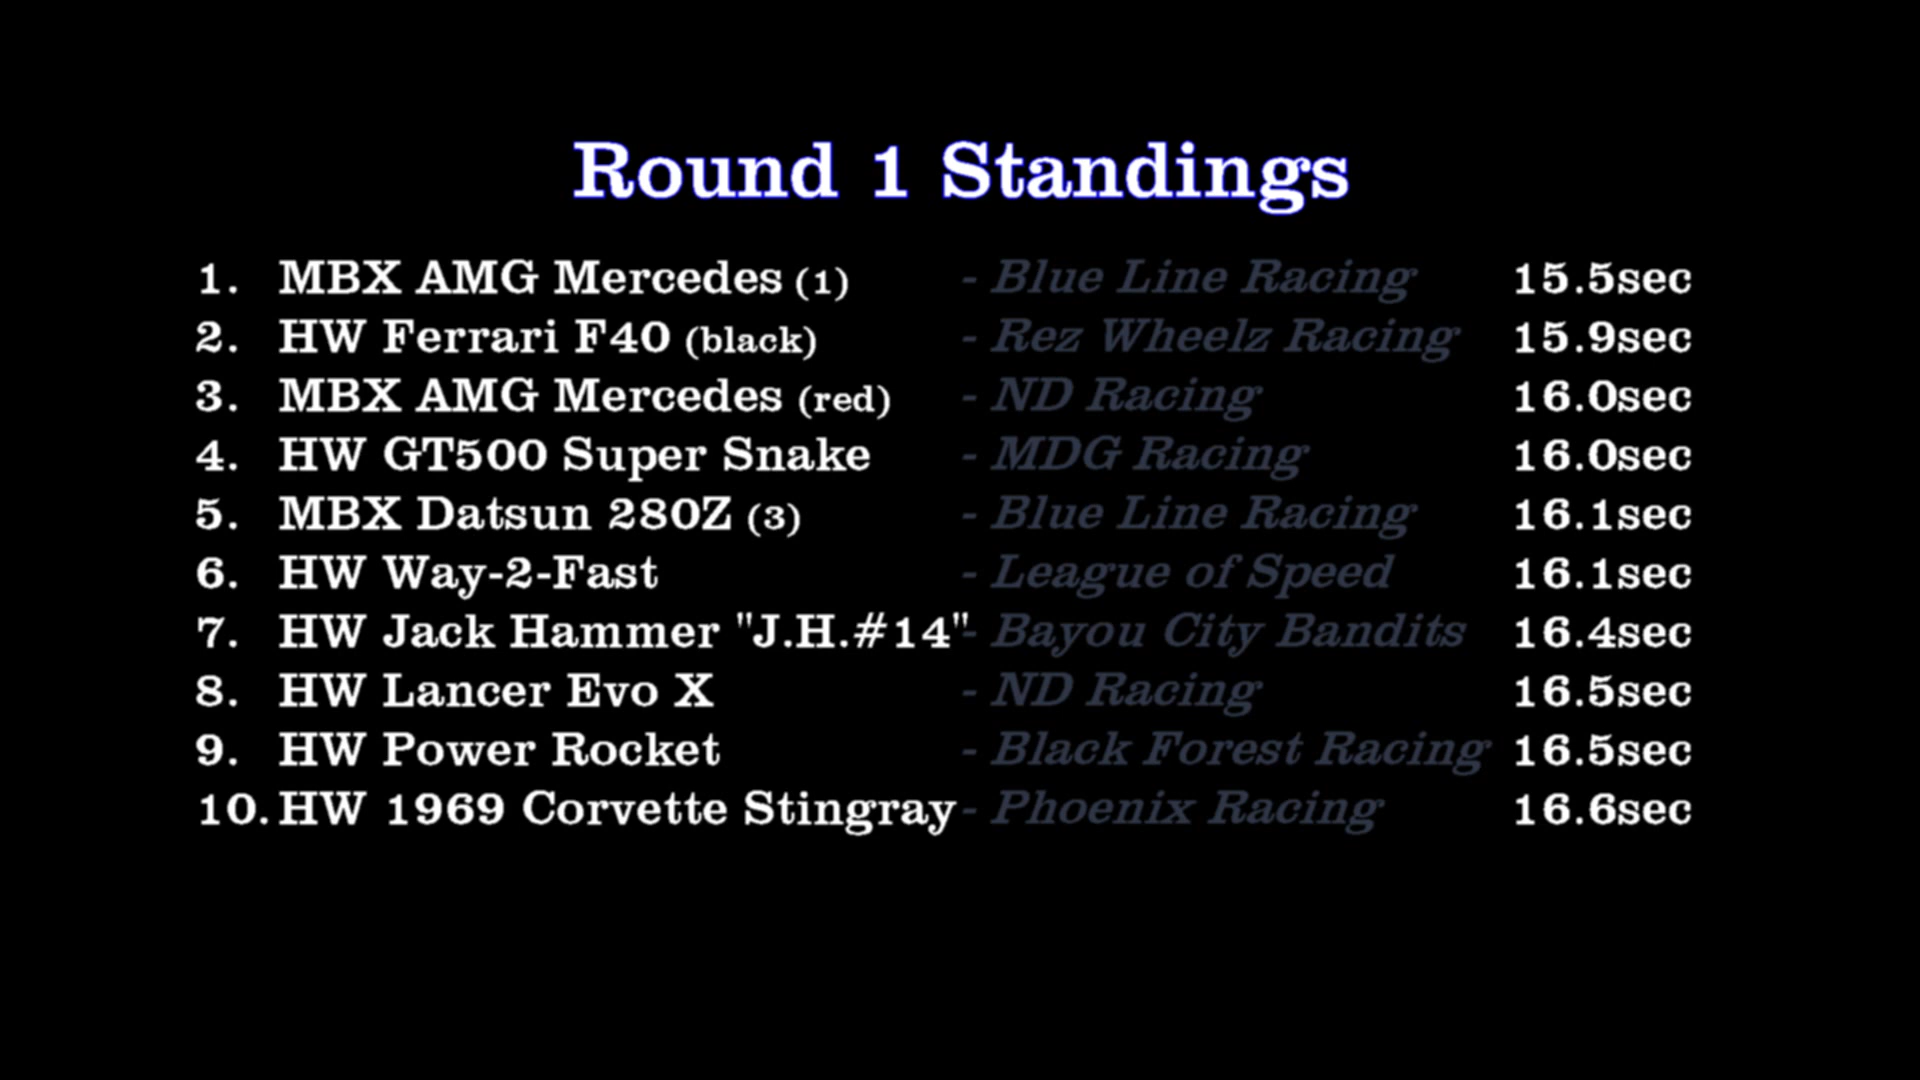 Round 1 Standings
1. MBX AMG Mercedes (1) - Blue Line Racing 15.5sec
2. HW Ferrari F40 (black) - Rez Wheelz Racing 15.9sec
3. MBX AMG Mercedes (red) - ND Racing 16.0sec
4. HW GT500 Super Snake - MDG Racing 16.0sec
5. MBX Datsun 280Z (3) - Blue Line Racing 16.1sec
6. HW Way-2-Fast - League of Speed 16.1sec
7. HW Jack Hammer "J.H.#14" - Bayou City Bandits 16.4sec
8. HW Lancer Evo X - ND Racing 16.5sec
9. HW Power Rocket - Black Forest Racing 16.5sec
10. HW 1969 Corvette Stingray - Phoenix Racing 16.6sec